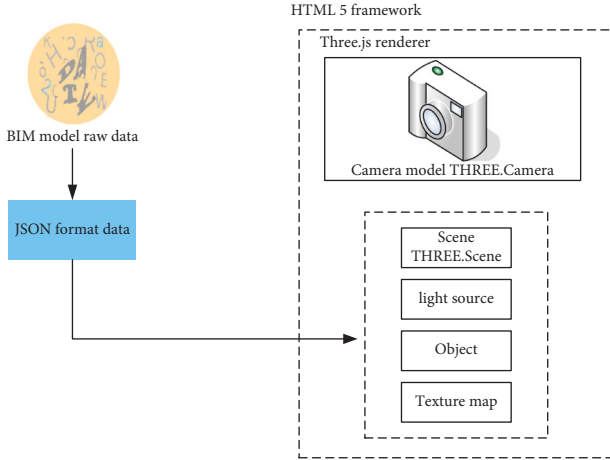 HTML 5 framework
Three.js renderer
BIM model raw data
Camera model THREE.Camera
JSON format data
Scene
THREE.Scene
light source
Object
Texture map